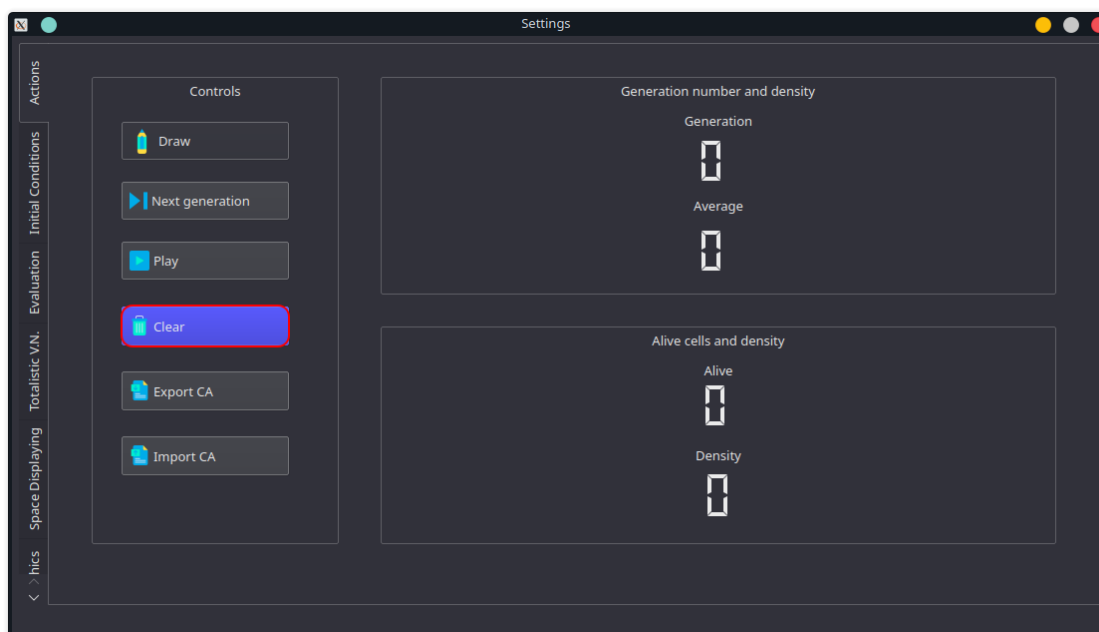 Settings
Actions
Initial Conditions
Evaluation
Totalistic V.N.
Space Displaying
hics
Controls
Draw
Next generation
Play
Clear
Export CA
Import CA
Generation number and density
Generation
0
Average
0
Alive cells and density
Alive
0
Density
0